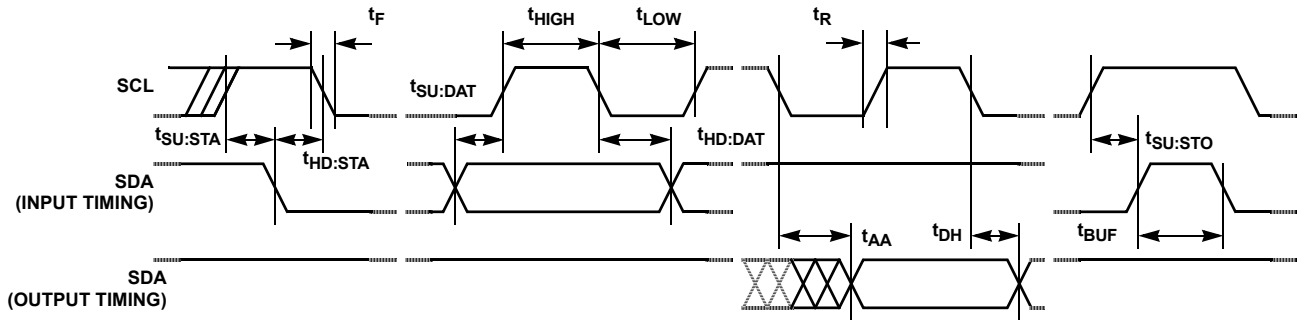 tF
tHIGH
tLOW
tR
SCL
tSU:DAT
tSU:STA
tHD:STA
tHD:DAT
tSU:STO
SDA
(INPUT TIMING)
tAA
tDH
tBUF
SDA
(OUTPUT TIMING)